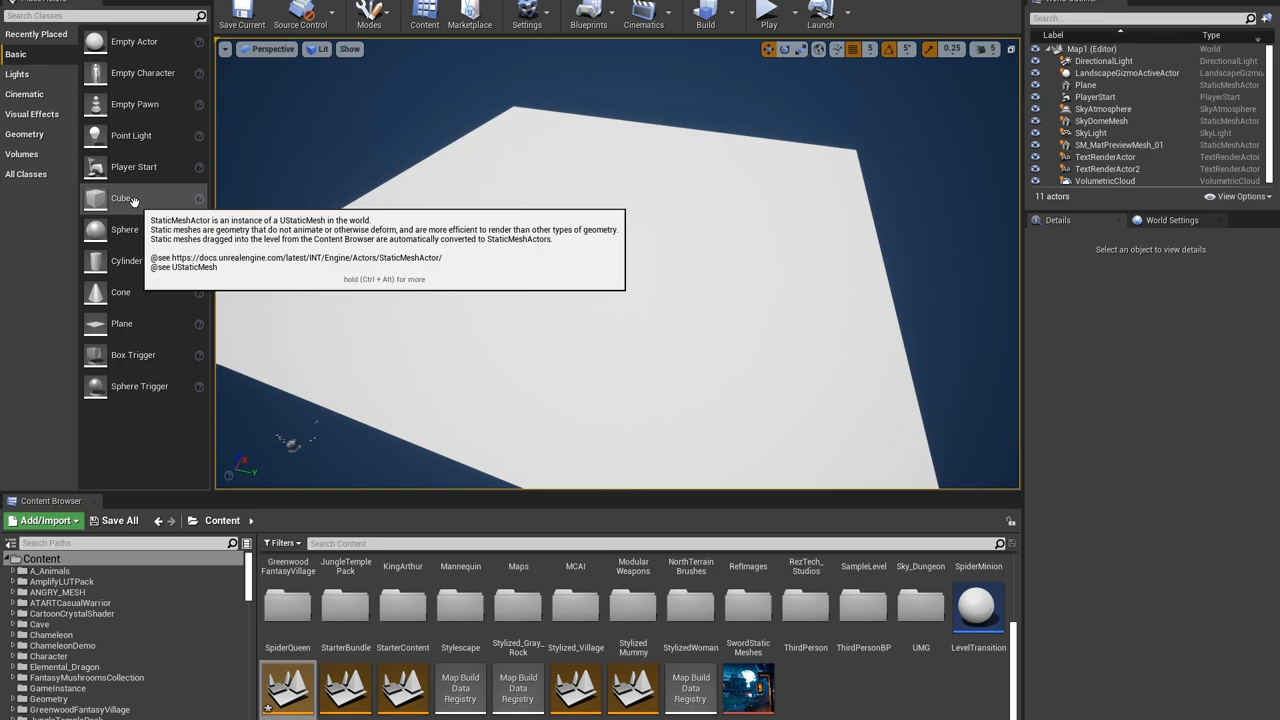 Search Classes
Recently Placed
Basic
Lights
Cinematic
Visual Effects
Geometry
Volumes
All Classes
Empty Actor
Empty Character
Empty Pawn
Point Light
Player Start
Cube
Sphere
Cylinder
Cone
Plane
Box Trigger
Sphere Trigger
Save Current
Source Control
Modes
Content
Marketplace
Settings
Blueprints
Cinematics
Build
Play
Launch
Perspective
Lit
Show
5
5°
0.25
5
StaticMeshActor is an instance of a UStaticMesh in the world.
Static meshes are geometry that do not animate or otherwise deform, and are more efficient to render than other types of geometry.
Static meshes dragged into the level from the Content Browser are automatically converted to StaticMeshActors.
@see https://docs.unrealengine.com/latest/INT/Engine/Actors/StaticMeshActor/
@see UStaticMesh
hold (Ctrl + Alt) for more
X
Y
Search...
Label Type
Map1 (Editor) World
DirectionalLight DirectionalLight
LandscapeGizmoActiveActor LandscapeGizmo
Plane StaticMeshActor
PlayerStart PlayerStart
SkyAtmosphere SkyAtmosphere
SkyDomeMesh StaticMeshActor
SkyLight SkyLight
SM_MatPreviewMesh_01 StaticMeshActor
TextRenderActor TextRenderActor
TextRenderActor2 TextRenderActor
VolumetricCloud VolumetricCloud
11 actors
View Options
Details
World Settings
Select an object to view details.
Content Browser
Add/Import
Save All
Content
Search Paths
Filters
Search Content
Content
A_Animals
AmplifyLUTPack
ANGRY_MESH
ATARTCasualWarrior
CartoonCrystalShader
Cave
Chameleon
ChameleonDemo
Character
Elemental_Dragon
FantasyMushroomsCollection
GameInstance
Geometry
GreenwoodFantasyVillage
Greenwood
FantasyVillage
JungleTemple
Pack
KingArthur
Mannequin
Maps
MCAI
Modular
Weapons
NorthTerrain
Brushes
RefImages
RezTech_
Studios
SampleLevel
Sky_Dungeon
SpiderMinion
SpiderQueen
StarterBundle
StarterContent
Stylescape
Stylized_Gray_
Rock
Stylized_Village
Stylized
Mummy
StylizedWoman
SwordStatic
Meshes
ThirdPerson
ThirdPersonBP
UMG
LevelTransition
Map Build
Data
Registry
Map Build
Data
Registry
Map Build
Data
Registry